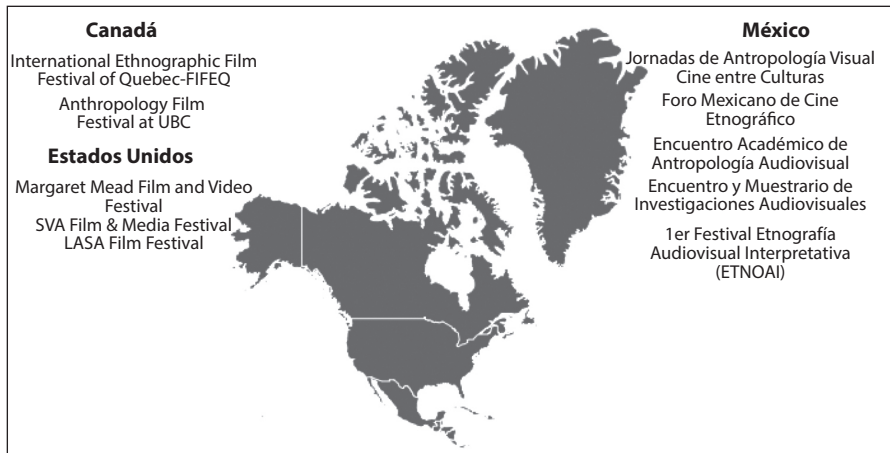 Canadá
International Ethnographic Film
Festival of Quebec-FIFEQ
Anthropology Film
Festival at UBC
Estados Unidos
Margaret Mead Film and Video
Festival
SVA Film & Media Festival
LASA Film Festival
México
Jornadas de Antropología Visual
Cine entre Culturas
Foro Mexicano de Cine
Etnográfico
Encuentro Académico de
Antropología Audiovisual
Encuentro y Muestrario de
Investigaciones Audiovisuales
1er Festival Etnografía
Audiovisual Interpretativa
(ETNOAI)